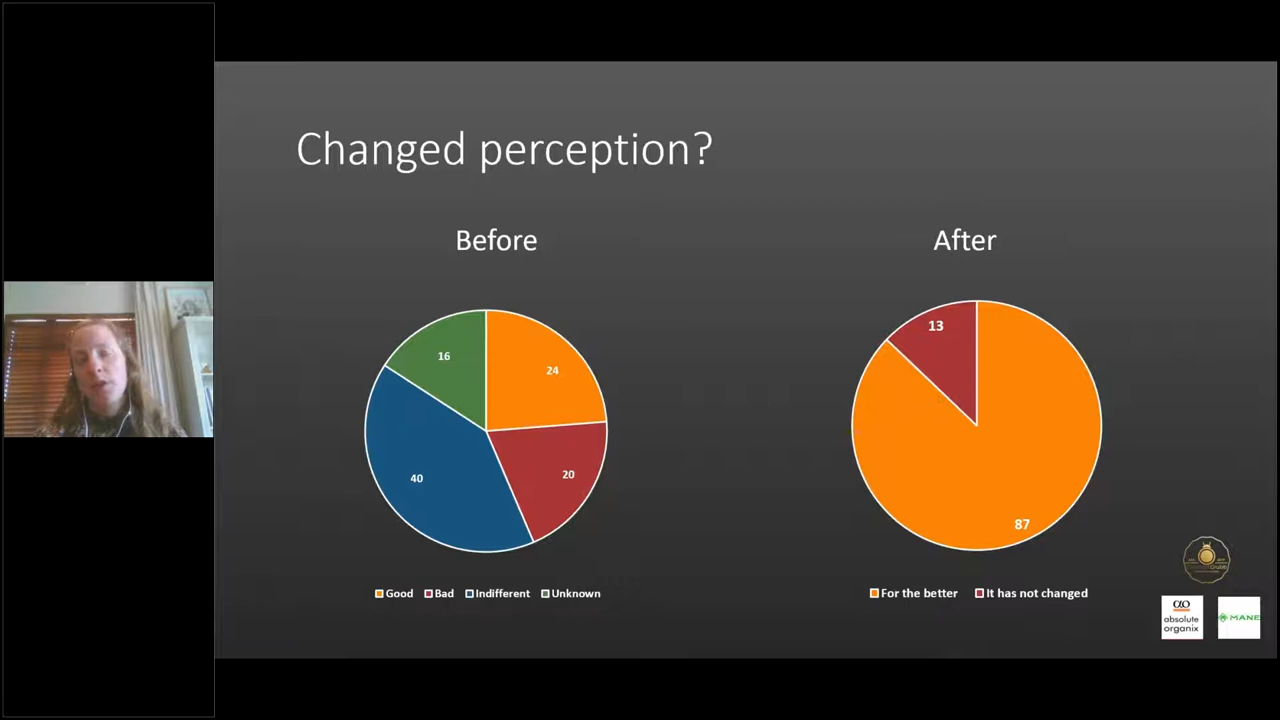 Changed perception?
Before
After
16
24
40
20
13
87
Good Bad Indifferent Unknown
For the better It has not changed
absolute
organix
MANE